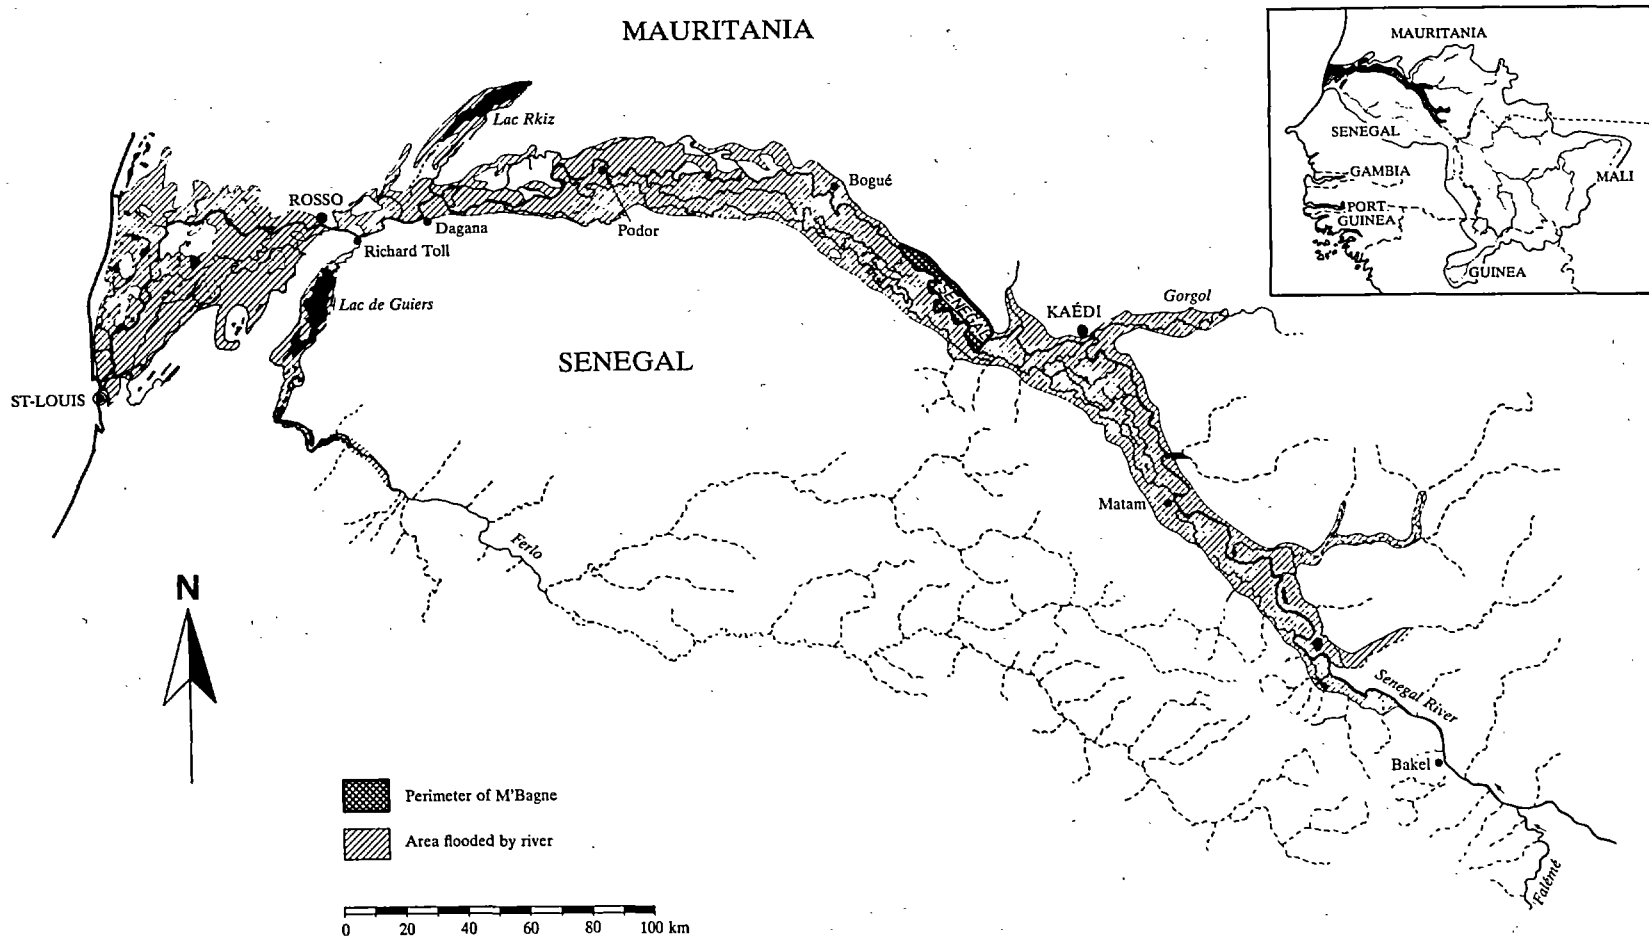 MAURITANIA
MAURITANIA
SENEGAL
GAMBIA
MALI
PORT
GUINEA
GUINEA
Lac Rkiz
Bogué
ROSSO
Dagana
Podor
Richard Toll
Lac de Guiers
SENEGAL
KAÉDI
Gorgol
SENEGAL
ST-LOUIS
Matam
Ferlo
N
Senegal River
Bakel
Perimeter of M'Bagne
Area flooded by river
Falémé
0 20 40 60 80 100 km